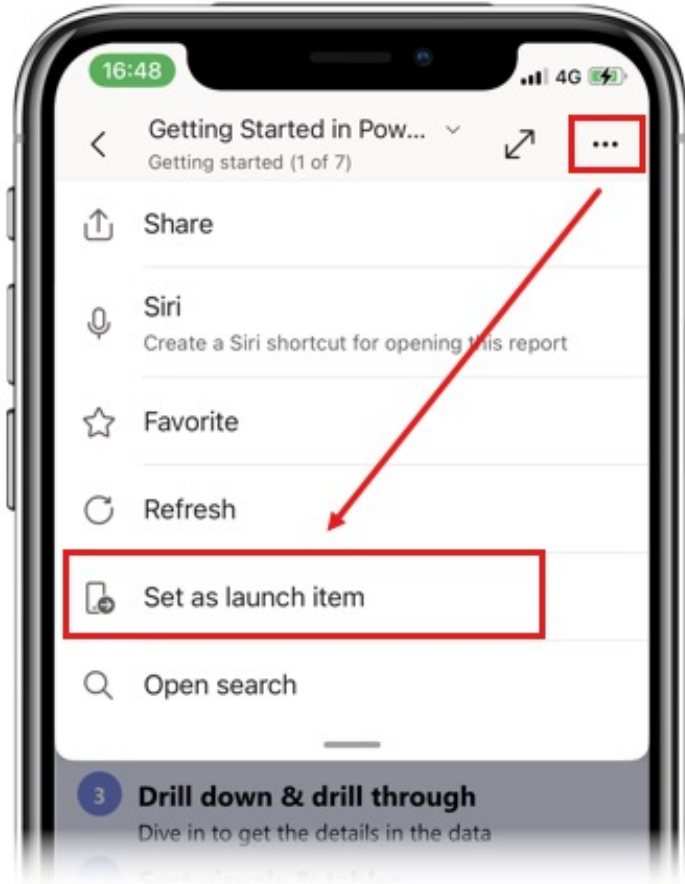 16:48
4G
Getting Started in Pow...
Getting started (1 of 7)
...
Share
Siri
Create a Siri shortcut for opening this report
Favorite
Refresh
Set as launch item
Open search
3
Drill down & drill through
Dive in to get the details in the data